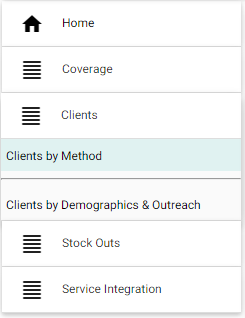 Home
Coverage
Clients
Clients by Method
Clients by Demographics & Outreach
Stock Outs
Service Integration